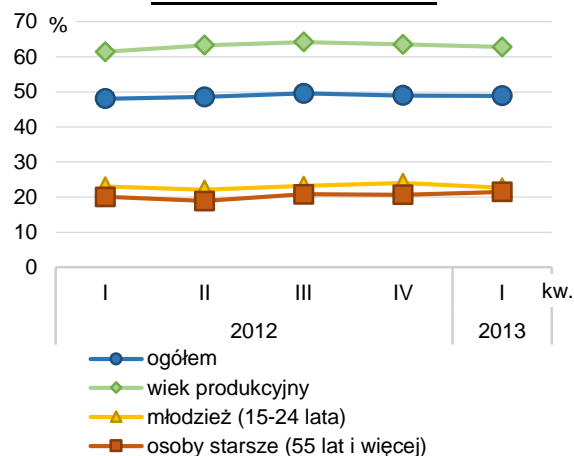 70 %
60
50
40
30
20
10
0
I II III IV I kw.
2012 2013
ogółem
wiek produkcyjny
młodzież (15-24 lata)
osoby starsze (55 lat i więcej)